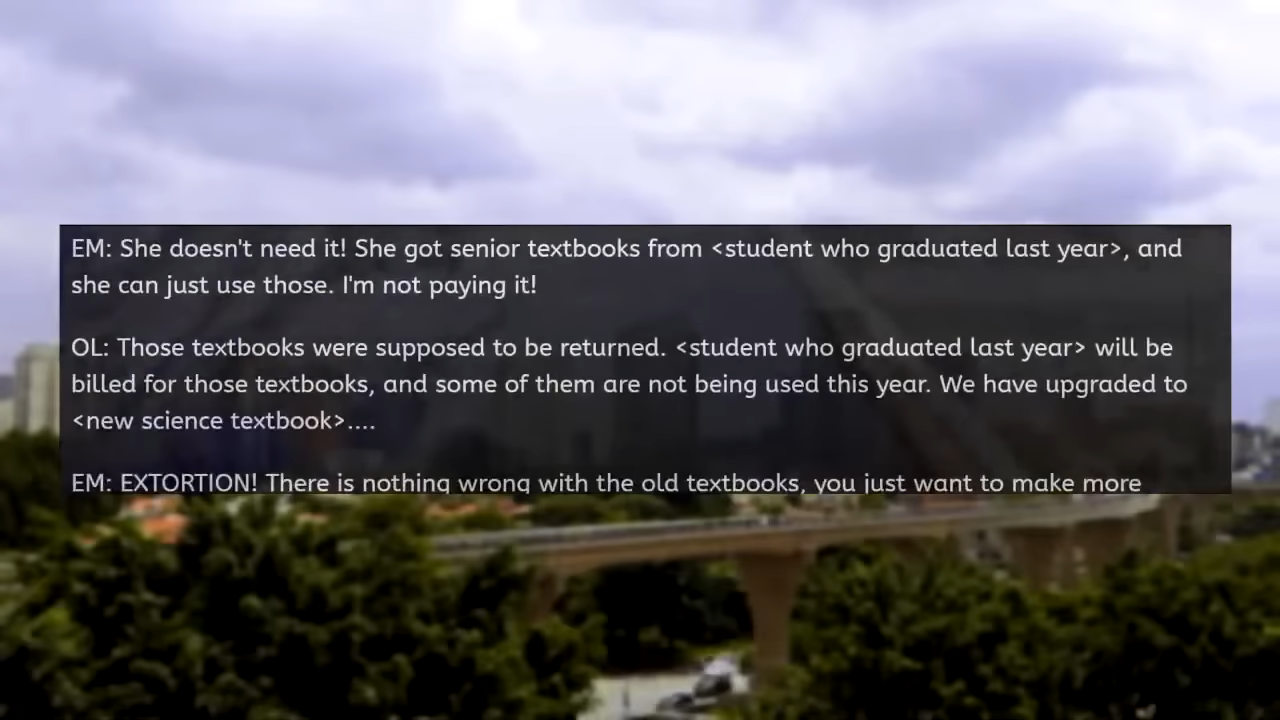 EM: She doesn't need it! She got senior textbooks from <student who graduated last year>, and
she can just use those. I'm not paying it!
OL: Those textbooks were supposed to be returned. <student who graduated last year> will be
billed for those textbooks, and some of them are not being used this year. We have upgraded to
<new science textbook>....
EM: EXTORTION! There is nothing wrong with the old textbooks, you just want to make more